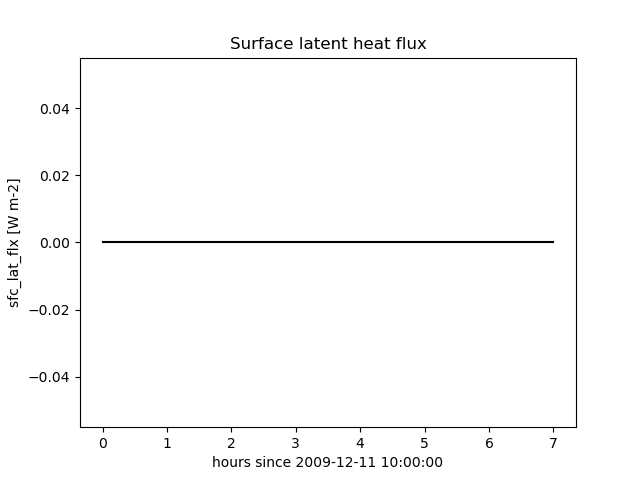 Surface latent heat flux
sfc_lat_flx [W m-2]
0.04
0.02
0.00
−0.02
−0.04
0 1 2 3 4 5 6 7
hours since 2009-12-11 10:00:00